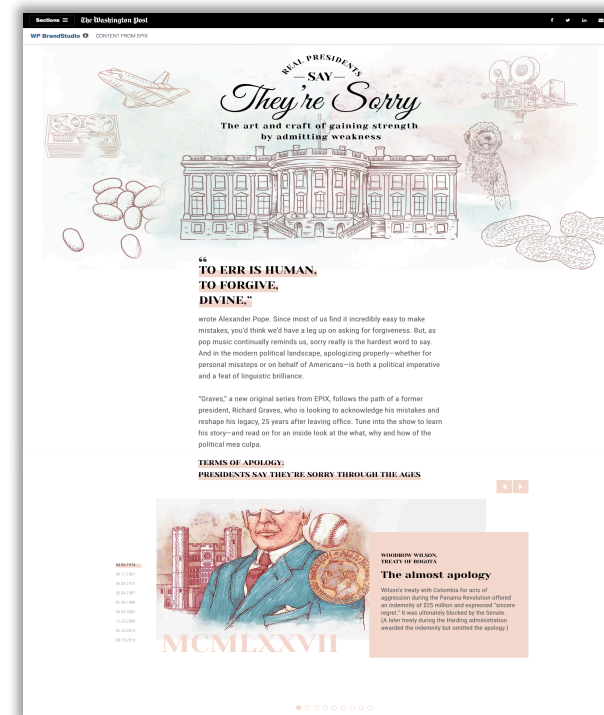 Sections The Washington Post
WP BrandStudio CONTENT FROM EPIX
REAL PRESIDENTS
— SAY —
They're Sorry
The art and craft of gaining strength
by admitting weakness
“
TO ERR IS HUMAN,
TO FORGIVE,
DIVINE,”
wrote Alexander Pope. Since most of us find it incredibly easy to make
mistakes, you’d think we’d have a leg up on asking for forgiveness. But, as
pop music continually reminds us, sorry really is the hardest word to say.
And in the modern political landscape, apologizing properly—whether for
personal missteps or on behalf of Americans—is both a political imperative
and a feat of linguistic brilliance.
“Graves,” a new original series from EPIX, follows the path of a former
president, Richard Graves, who is looking to acknowledge his mistakes and
reshape his legacy, 25 years after leaving office. Tune into the show to learn
his story—and read on for an inside look at the what, why and how of the
political mea culpa.
TERMS OF APOLOGY:
PRESIDENTS SAY THEY’RE SORRY THROUGH THE AGES
WOODROW WILSON,
TREATY OF BOGOTÁ
The almost apology
Wilson’s treaty with Colombia for acts of
aggression during the Panama Revolution offered
an indemnity of $25 million and expressed “sincere
regret.” It was ultimately blocked by the Senate.
(A later treaty during the Harding administration
awarded the indemnity but omitted the apology.)
MCMLXXVII